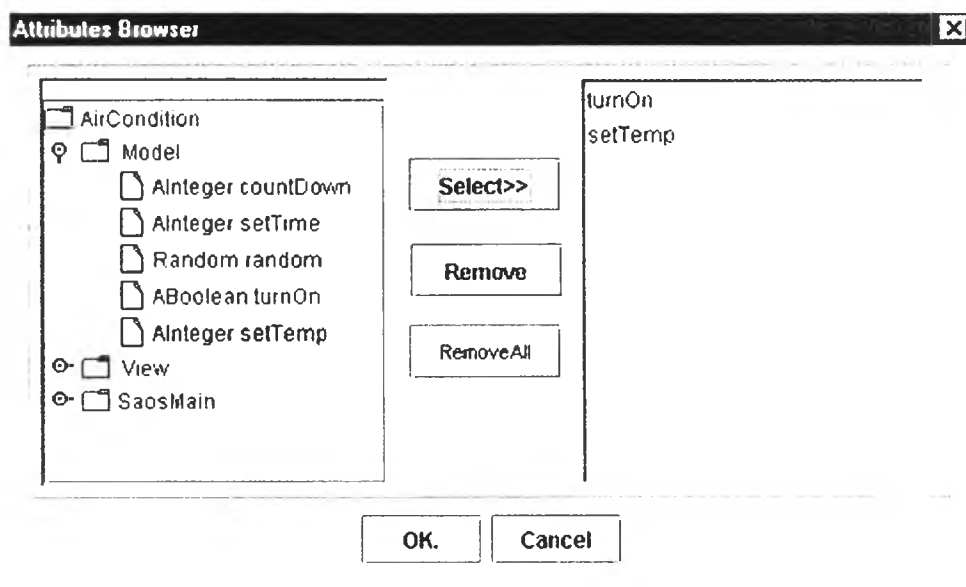 Attributes Browser
AirCondition
Model
AInteger countDown
AInteger setTime
Random random
ABoolean turnOn
AInteger setTemp
View
SaosMain
Select>>
Remove
RemoveAll
turnOn
setTemp
OK.
Cancel